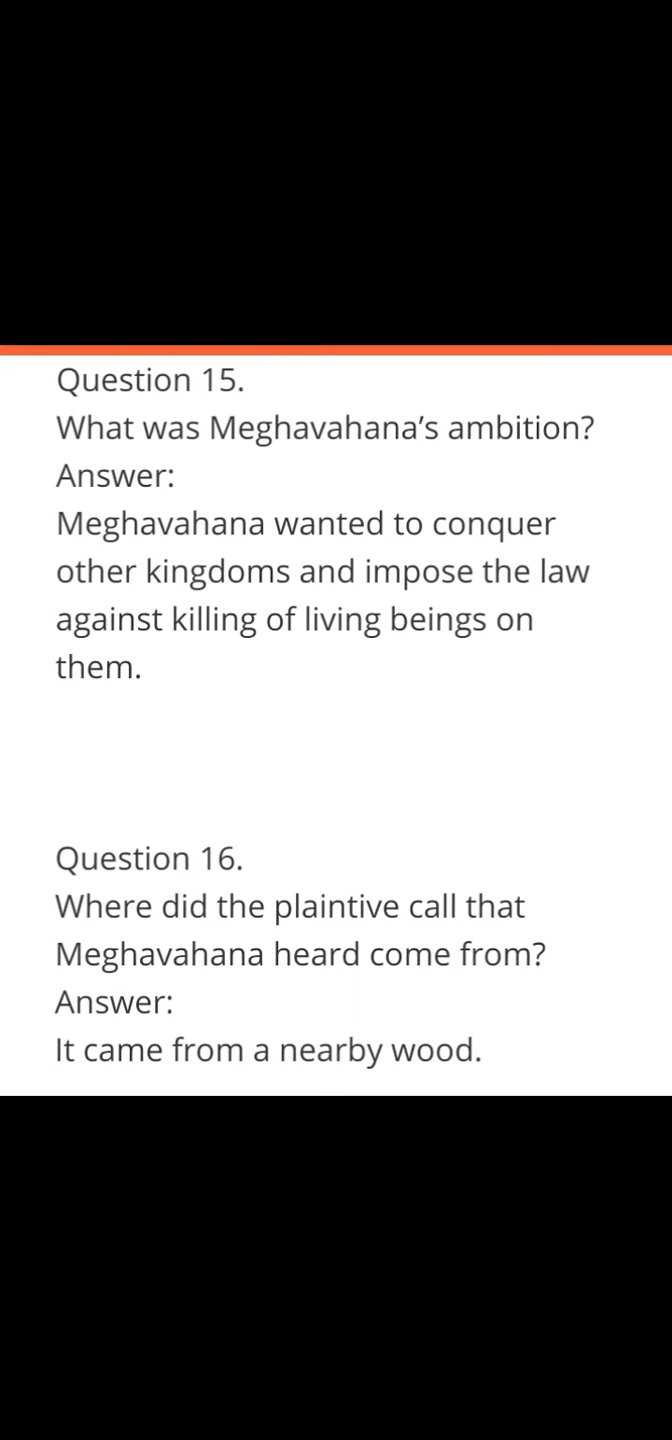 Question 15.
What was Meghavahana’s ambition?
Answer:
Meghavahana wanted to conquer
other kingdoms and impose the law
against killing of living beings on
them.
Question 16.
Where did the plaintive call that
Meghavahana heard come from?
Answer:
It came from a nearby wood.